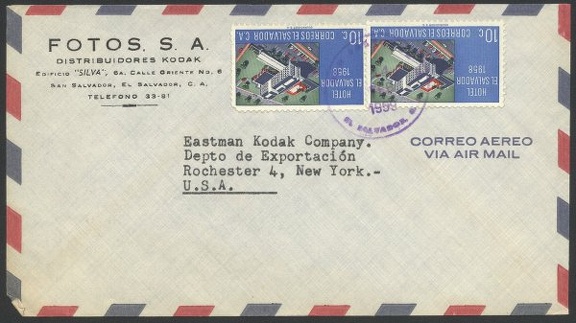 FOTOS, S. A.
DISTRIBUIDORES KODAK
EDIFICIO "SILVA", 6A. CALLE ORIENTE NO. 6
SAN SALVADOR, EL SALVADOR, C. A.
TELEFONO 33-81
CORREOS EL SALVADOR C.A.
10c
HOTEL
EL SALVADOR
1958
CORREOS EL SALVADOR C.A.
10c
HOTEL
EL SALVADOR
1958
1959
EL SALVADOR,
Eastman Kodak Company.
Depto de Exportación
Rochester 4, New York.-
U.S.A.
CORREO AEREO
VIA AIR MAIL